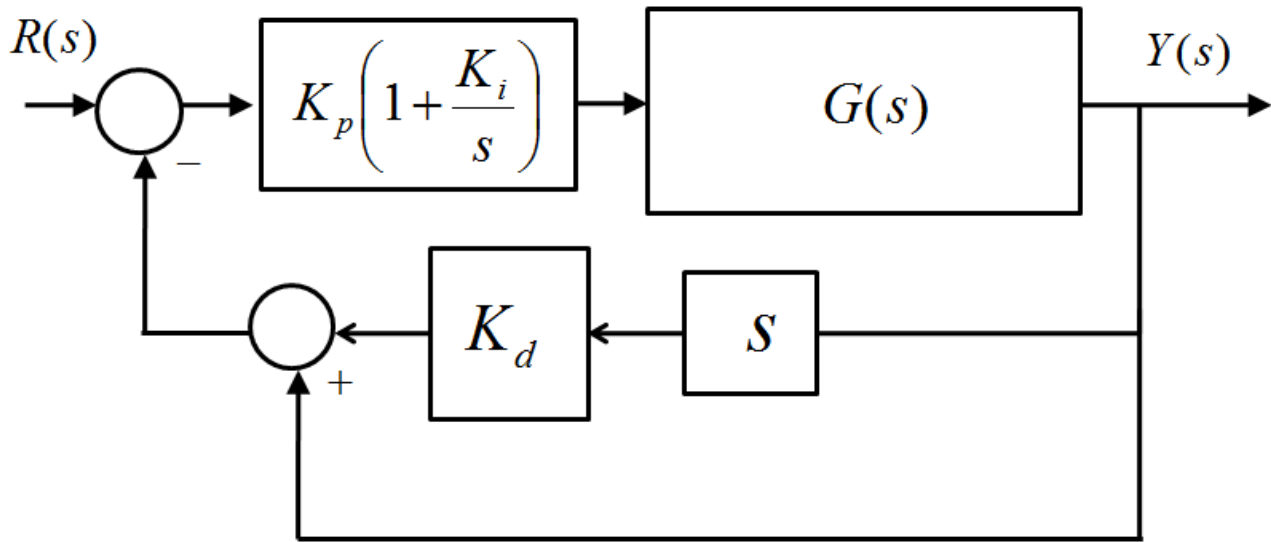 R(s)
K_p(1 + K_i/s)
G(s)
Y(s)
−
K_d
s
+